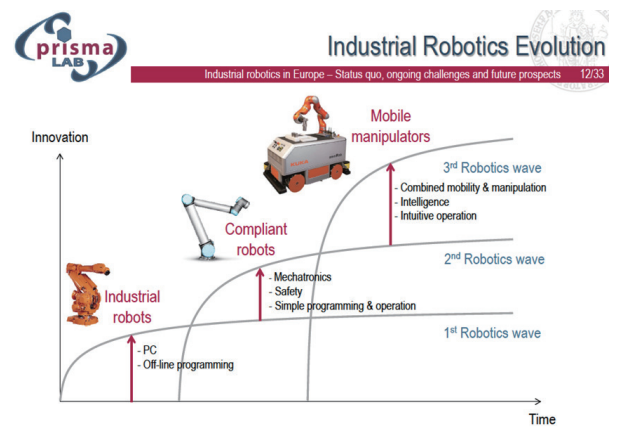 prisma
LAB
Industrial Robotics Evolution
Industrial robotics in Europe – Status quo, ongoing challenges and future prospects 12/33
Innovation
Mobile
manipulators
3rd Robotics wave
- Combined mobility & manipulation
- Intelligence
- Intuitive operation
Compliant
robots
2nd Robotics wave
- Mechatronics
- Safety
- Simple programming & operation
Industrial
robots
1st Robotics wave
- PC
- Off-line programming
Time